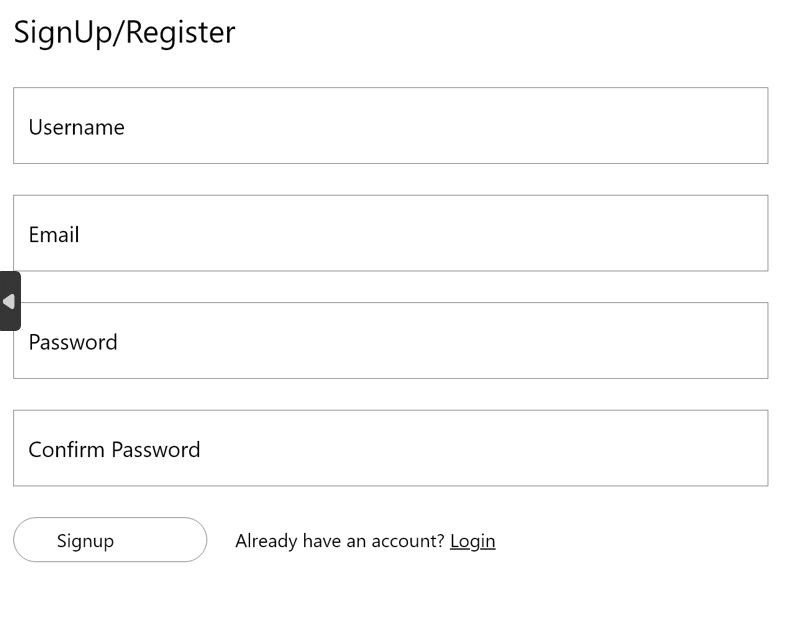 SignUp/Register
Username
Email
Password
Confirm Password
Signup Already have an account? Login